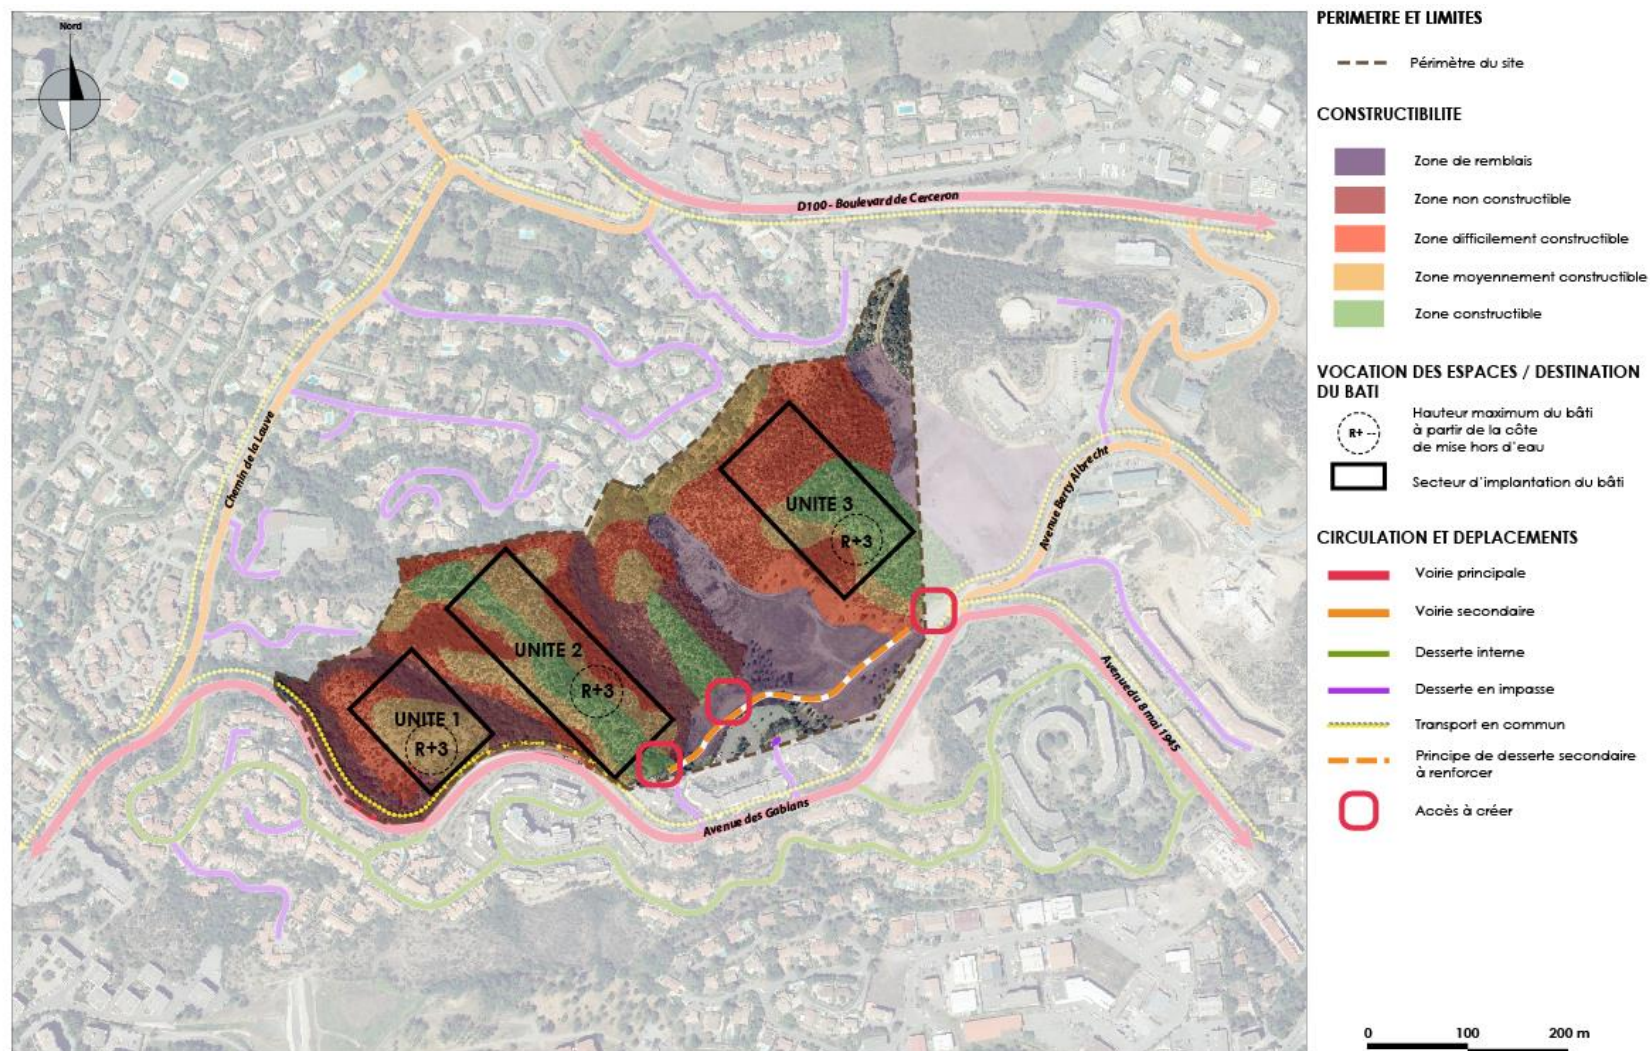 Nord
D100 - Boulevard de Cerceron
Chemin de la Lauve
Avenue Berty Albrecht
UNITE 3
R+3
UNITE 2
R+3
UNITE 1
R+3
Avenue du 8 mai 1945
Avenue des Gabians
PERIMETRE ET LIMITES
Périmètre du site
CONSTRUCTIBILITE
Zone de remblais
Zone non constructible
Zone difficilement constructible
Zone moyennement constructible
Zone constructible
VOCATION DES ESPACES / DESTINATION
DU BATI
R+--
Hauteur maximum du bâti
à partir de la côte
de mise hors d'eau
Secteur d'implantation du bâti
CIRCULATION ET DEPLACEMENTS
Voirie principale
Voirie secondaire
Desserte interne
Desserte en impasse
Transport en commun
Principe de desserte secondaire
à renforcer
Accès à créer
0 100 200 m